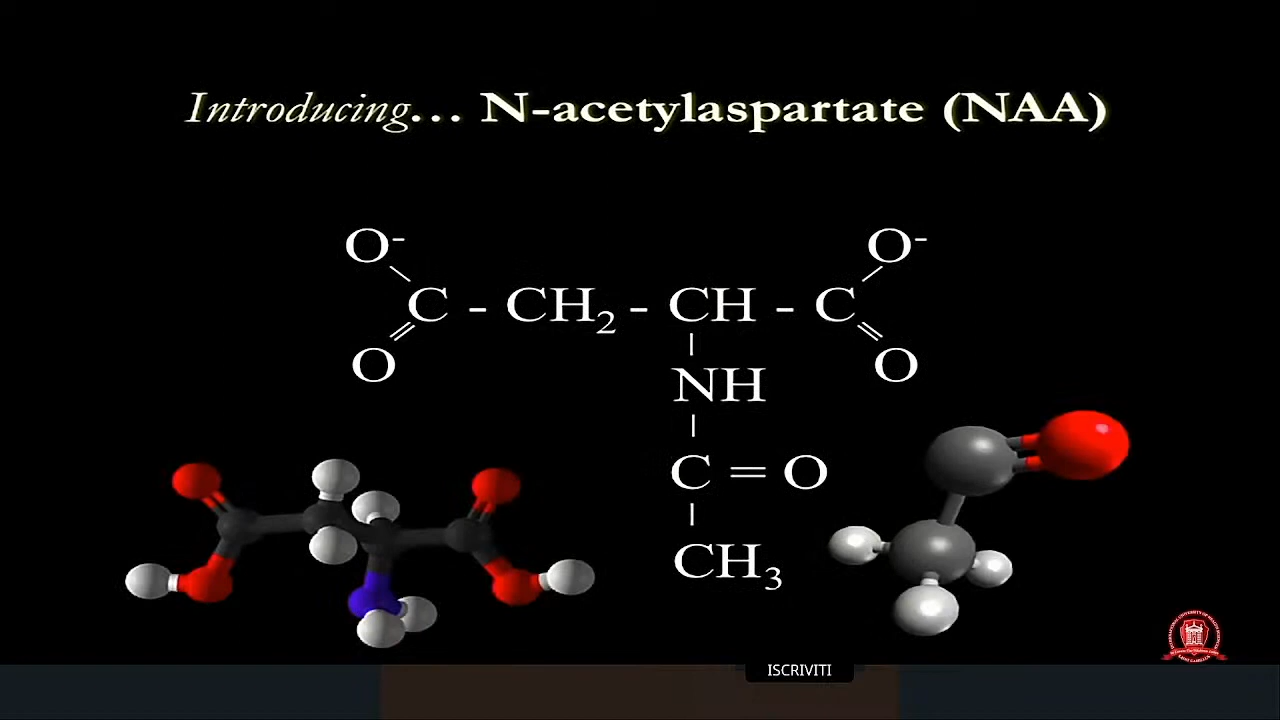 Introducing... N-acetylaspartate (NAA)
O- O-
C - CH2 - CH - C
O O
NH
C = O
CH3
ISCRIVITI